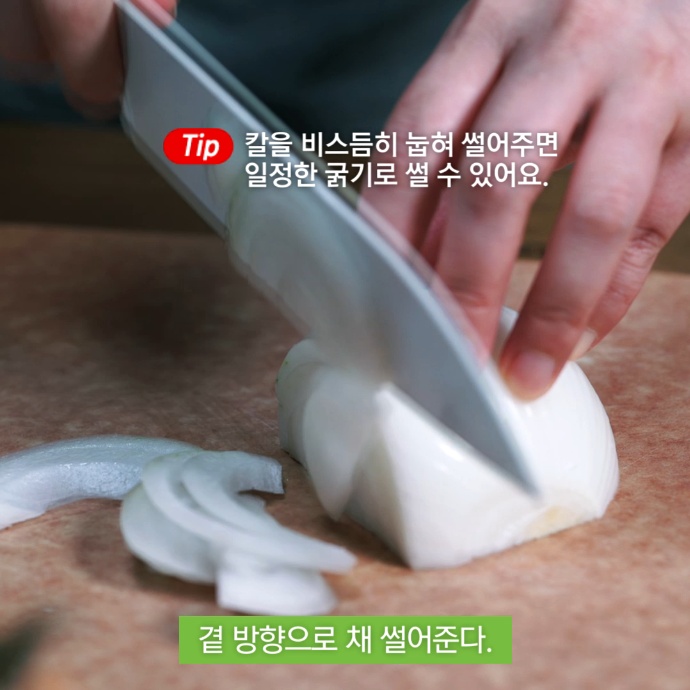 Tip 칼을 비스듬히 눕혀 썰어주면
일정한 굵기로 썰 수 있어요.
곁 방향으로 채 썰어준다.